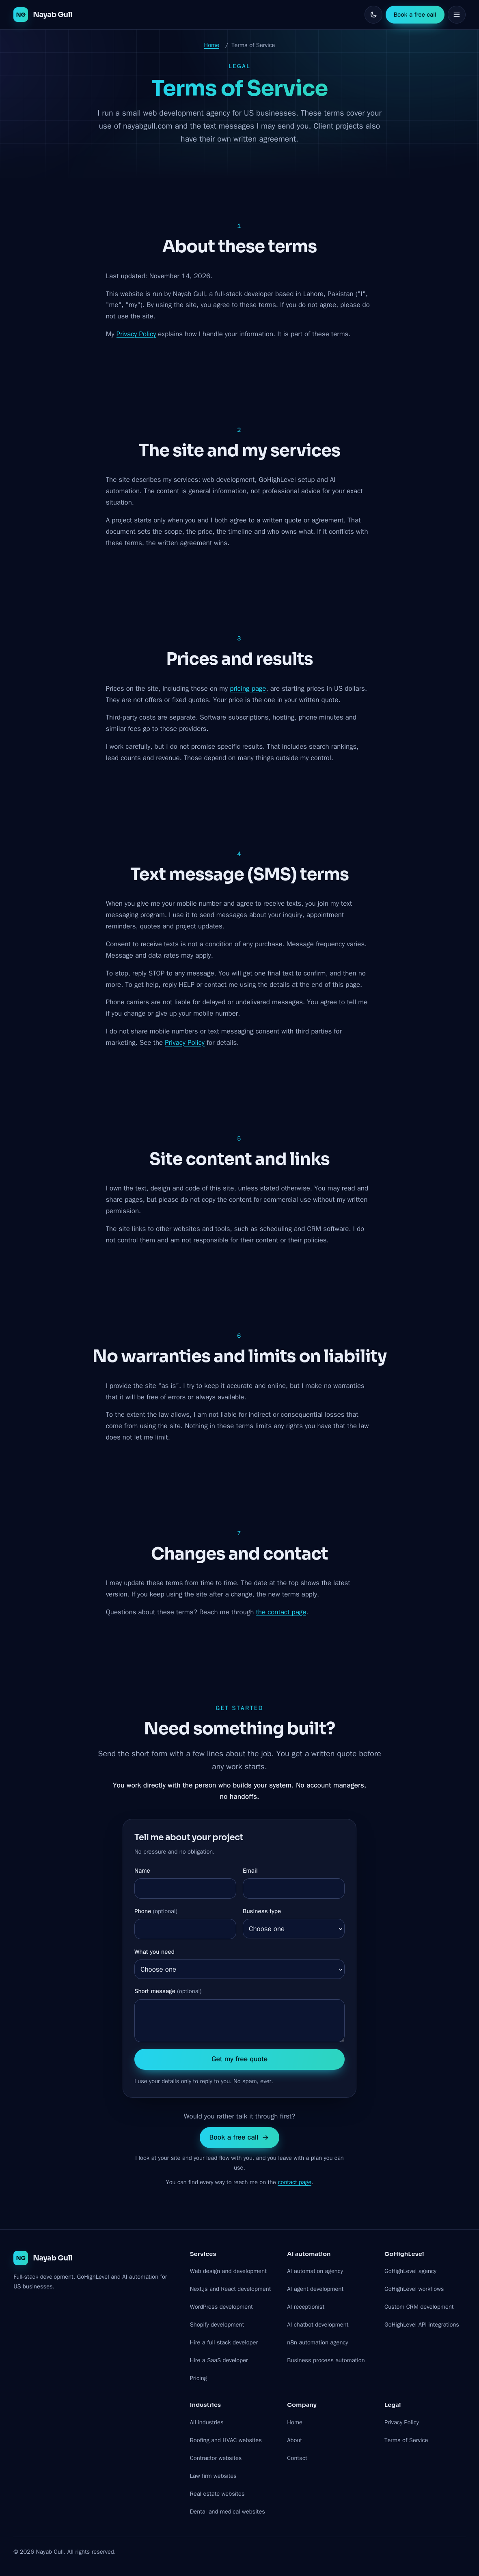 NG Nayab Gull
Book a free call
Home / Terms of Service
LEGAL
Terms of Service
I run a small web development agency for US businesses. These terms cover your
use of nayabgull.com and the text messages I may send you. Client projects also
have their own written agreement.
1
About these terms
Last updated: November 14, 2026.
This website is run by Nayab Gull, a full-stack developer based in Lahore, Pakistan ("I",
"me", "my"). By using the site, you agree to these terms. If you do not agree, please do
not use the site.
My Privacy Policy explains how I handle your information. It is part of these terms.
2
The site and my services
The site describes my services: web development, GoHighLevel setup and AI
automation. The content is general information, not professional advice for your exact
situation.
A project starts only when you and I both agree to a written quote or agreement. That
document sets the scope, the price, the timeline and who owns what. If it conflicts with
these terms, the written agreement wins.
3
Prices and results
Prices on the site, including those on my pricing page, are starting prices in US dollars.
They are not offers or fixed quotes. Your price is the one in your written quote.
Third-party costs are separate. Software subscriptions, hosting, phone minutes and
similar fees go to those providers.
I work carefully, but I do not promise specific results. That includes search rankings,
lead counts and revenue. Those depend on many things outside my control.
4
Text message (SMS) terms
When you give me your mobile number and agree to receive texts, you join my text
messaging program. I use it to send messages about your inquiry, appointment
reminders, quotes and project updates.
Consent to receive texts is not a condition of any purchase. Message frequency varies.
Message and data rates may apply.
To stop, reply STOP to any message. You will get one final text to confirm, and then no
more. To get help, reply HELP or contact me using the details at the end of this page.
Phone carriers are not liable for delayed or undelivered messages. You agree to tell me
if you change or give up your mobile number.
I do not share mobile numbers or text messaging consent with third parties for
marketing. See the Privacy Policy for details.
5
Site content and links
I own the text, design and code of this site, unless stated otherwise. You may read and
share pages, but please do not copy the content for commercial use without my written
permission.
The site links to other websites and tools, such as scheduling and CRM software. I do
not control them and am not responsible for their content or their policies.
6
No warranties and limits on liability
I provide the site "as is". I try to keep it accurate and online, but I make no warranties
that it will be free of errors or always available.
To the extent the law allows, I am not liable for indirect or consequential losses that
come from using the site. Nothing in these terms limits any rights you have that the law
does not let me limit.
7
Changes and contact
I may update these terms from time to time. The date at the top shows the latest
version. If you keep using the site after a change, the new terms apply.
Questions about these terms? Reach me through the contact page.
GET STARTED
Need something built?
Send the short form with a few lines about the job. You get a written quote before
any work starts.
You work directly with the person who builds your system. No account managers,
no handoffs.
Tell me about your project
No pressure and no obligation.
Name Email
Phone (optional) Business type
Choose one
What you need
Choose one
Short message (optional)
Get my free quote
I use your details only to reply to you. No spam, ever.
Would you rather talk it through first?
Book a free call →
I look at your site and your lead flow with you, and you leave with a plan you can
use.
You can find every way to reach me on the contact page.
NG Nayab Gull
Full-stack development, GoHighLevel and AI automation for
US businesses.
Services
Web design and development
Next.js and React development
WordPress development
Shopify development
Hire a full stack developer
Hire a SaaS developer
Pricing
AI automation
AI automation agency
AI agent development
AI receptionist
AI chatbot development
n8n automation agency
Business process automation
GoHighLevel
GoHighLevel agency
GoHighLevel workflows
Custom CRM development
GoHighLevel API integrations
Industries
All industries
Roofing and HVAC websites
Contractor websites
Law firm websites
Real estate websites
Dental and medical websites
Company
Home
About
Contact
Legal
Privacy Policy
Terms of Service
© 2026 Nayab Gull. All rights reserved.